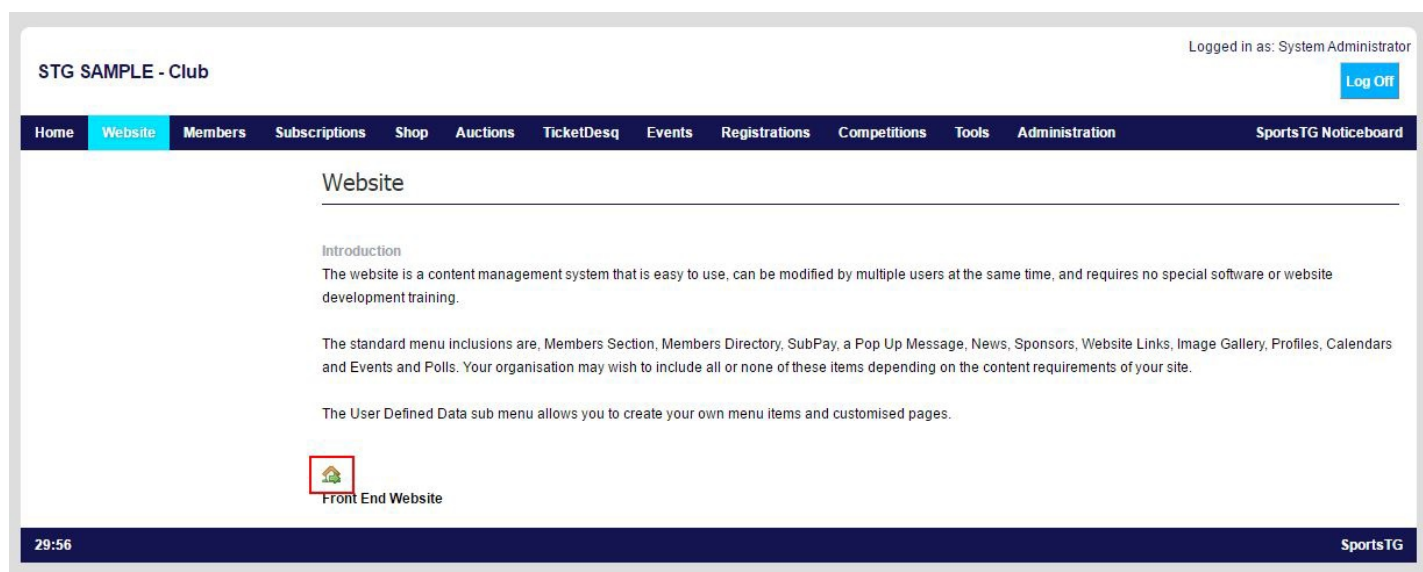 Logged in as: System Administrator
STG SAMPLE - Club
Log Off
Home Website Members Subscriptions Shop Auctions TicketDesq Events Registrations Competitions Tools Administration SportsTG Noticeboard
Website
Introduction
The website is a content management system that is easy to use, can be modified by multiple users at the same time, and requires no special software or website
development training.
The standard menu inclusions are, Members Section, Members Directory, SubPay, a Pop Up Message, News, Sponsors, Website Links, Image Gallery, Profiles, Calendars
and Events and Polls. Your organisation may wish to include all or none of these items depending on the content requirements of your site.
The User Defined Data sub menu allows you to create your own menu items and customised pages.
Front End Website
29:56 SportsTG